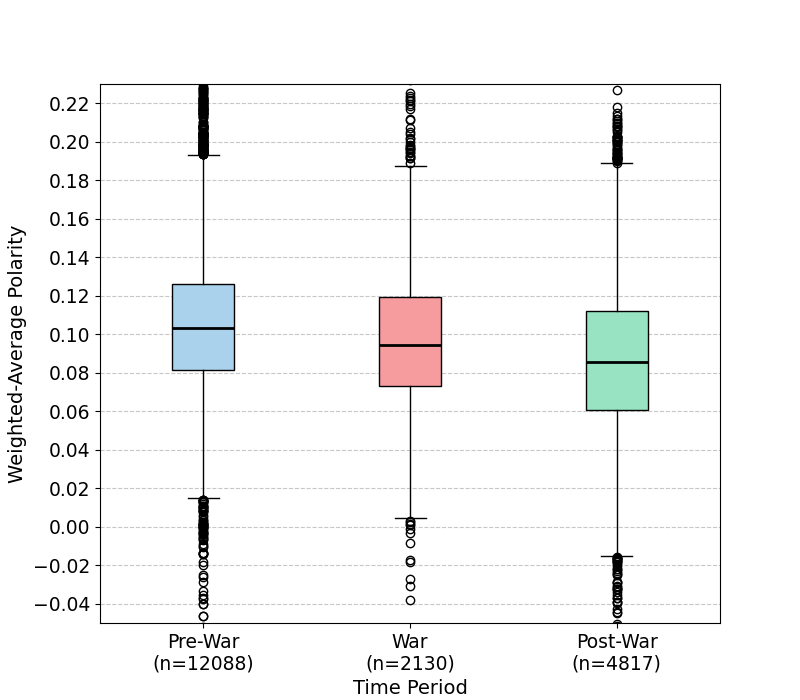 Weighted-Average Polarity
0.22
0.20
0.18
0.16
0.14
0.12
0.10
0.08
0.06
0.04
0.02
0.00
−0.02
−0.04
Pre-War
(n=12088)
War
(n=2130)
Post-War
(n=4817)
Time Period